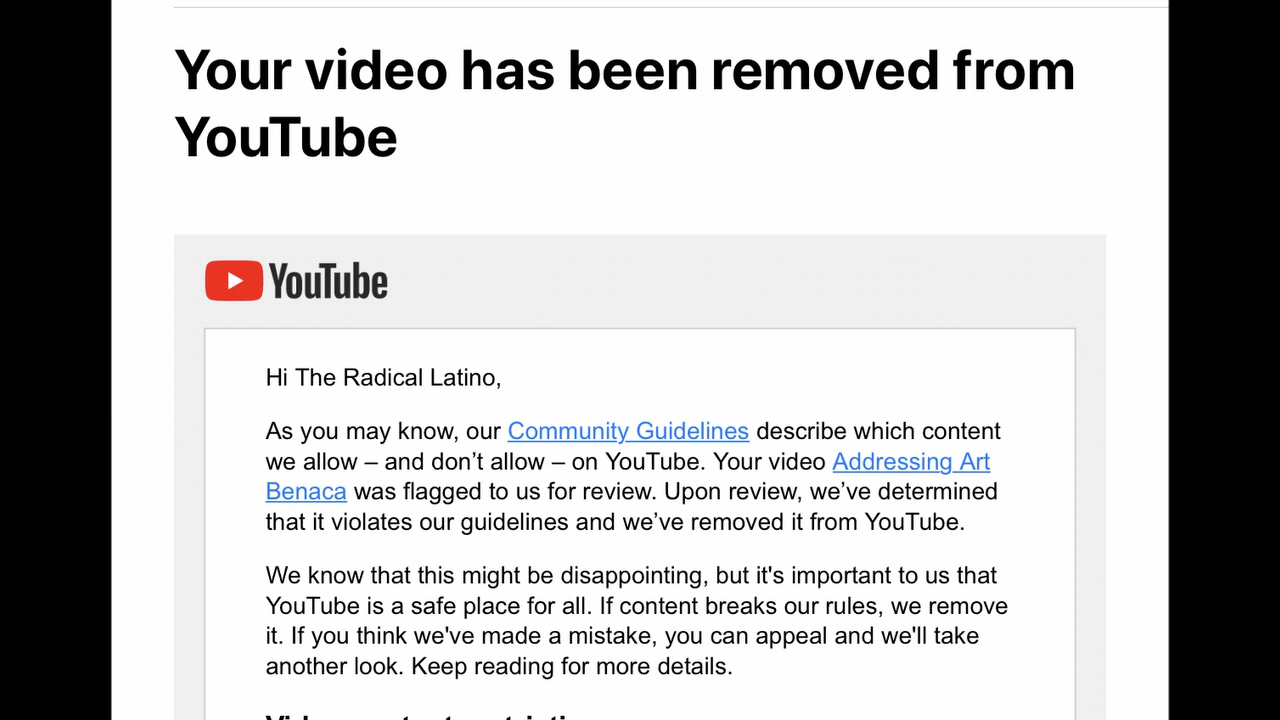 Your video has been removed from
YouTube
YouTube
Hi The Radical Latino,
As you may know, our Community Guidelines describe which content
we allow – and don’t allow – on YouTube. Your video Addressing Art
Benaca was flagged to us for review. Upon review, we’ve determined
that it violates our guidelines and we’ve removed it from YouTube.
We know that this might be disappointing, but it's important to us that
YouTube is a safe place for all. If content breaks our rules, we remove
it. If you think we've made a mistake, you can appeal and we'll take
another look. Keep reading for more details.